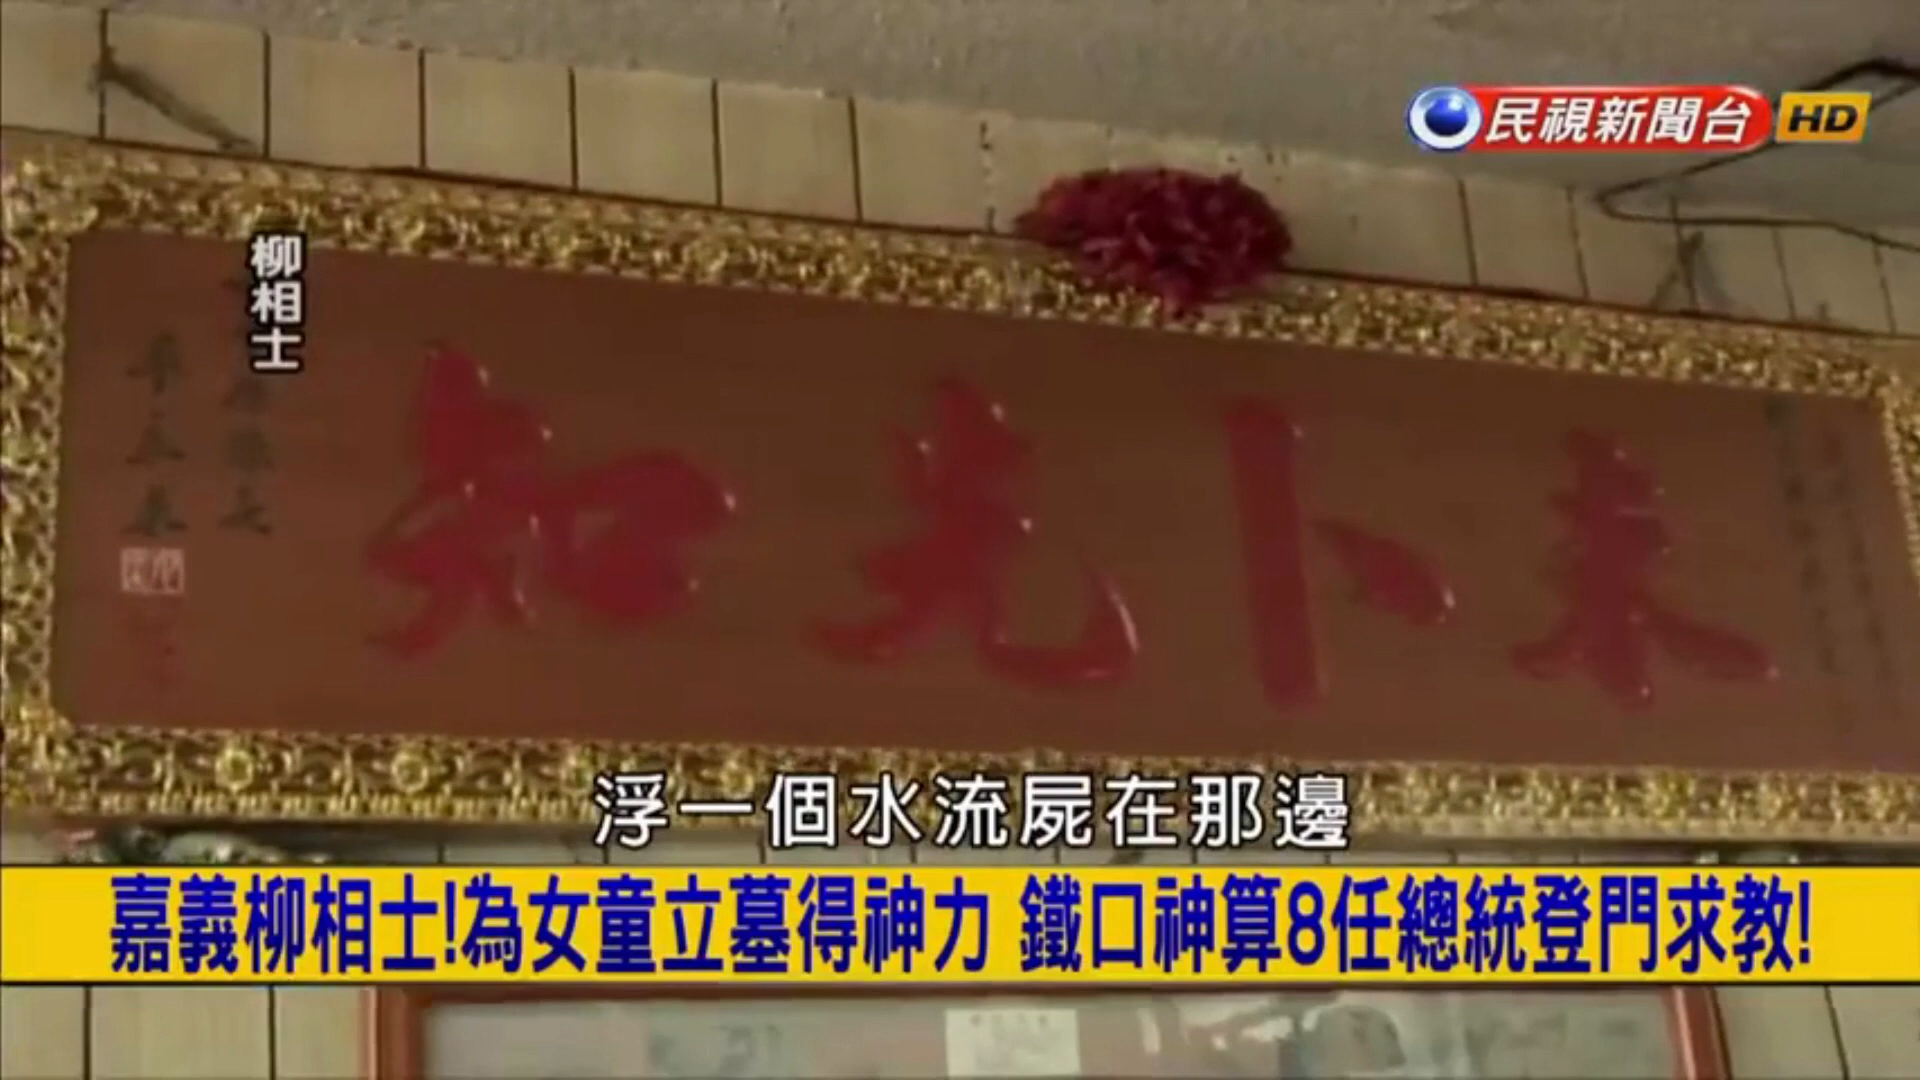 民視新聞台 HD
柳相士
未卜先知
浮一個水流屍在那邊
嘉義柳相士!為女童立墓得神力 鐵口神算8任總統登門求教!